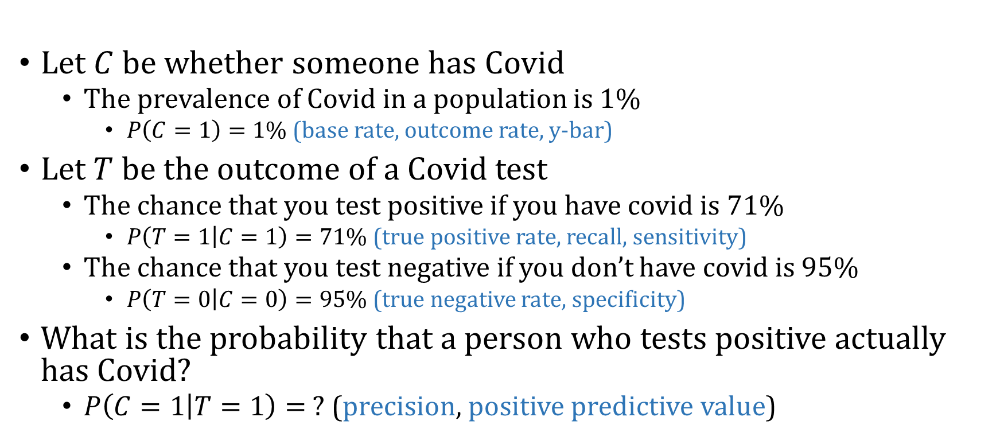 • Let C be whether someone has Covid
• The prevalence of Covid in a population is 1%
• P(C = 1) = 1% (base rate, outcome rate, y-bar)
• Let T be the outcome of a Covid test
• The chance that you test positive if you have covid is 71%
• P(T = 1|C = 1) = 71% (true positive rate, recall, sensitivity)
• The chance that you test negative if you don’t have covid is 95%
• P(T = 0|C = 0) = 95% (true negative rate, specificity)
• What is the probability that a person who tests positive actually
has Covid?
• P(C = 1|T = 1) = ? (precision, positive predictive value)